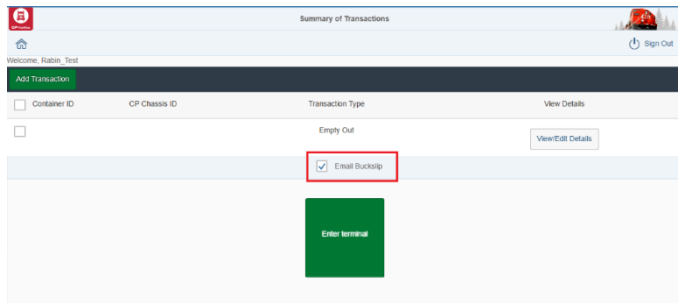 Summary of Transactions
Sign Out
Welcome, Rabin_Test
Add Transaction
Container ID CP Chassis ID Transaction Type View Details
Empty Out View/Edit Details
Email Buckslip
Enter terminal